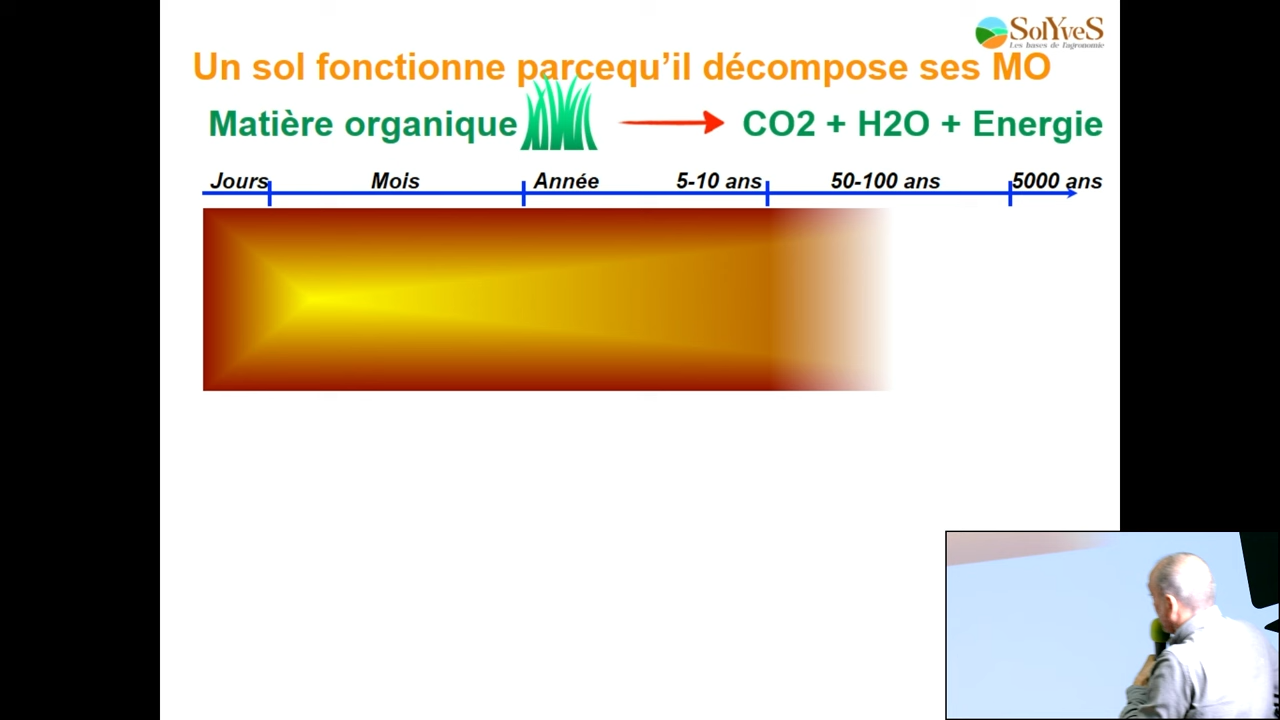 SolYveS
Les bases de l'agronomie
Un sol fonctionne parcequ'il décompose ses MO
Matière organique CO2 + H2O + Energie
Jours Mois Année 5-10 ans 50-100 ans 5000 ans